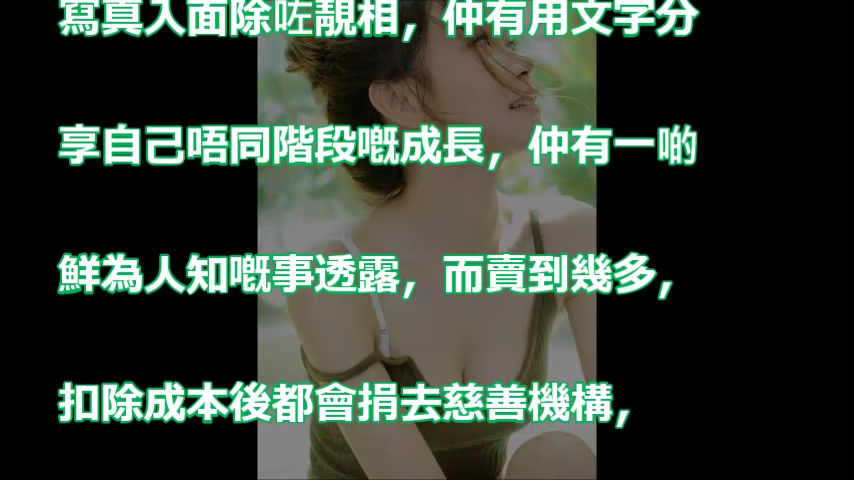 寫真入面除咗靚相，仲有用文字分
享自己唔同階段嘅成長，仲有一啲
鮮為人知嘅事透露，而賣到幾多，
扣除成本後都會捐去慈善機構，